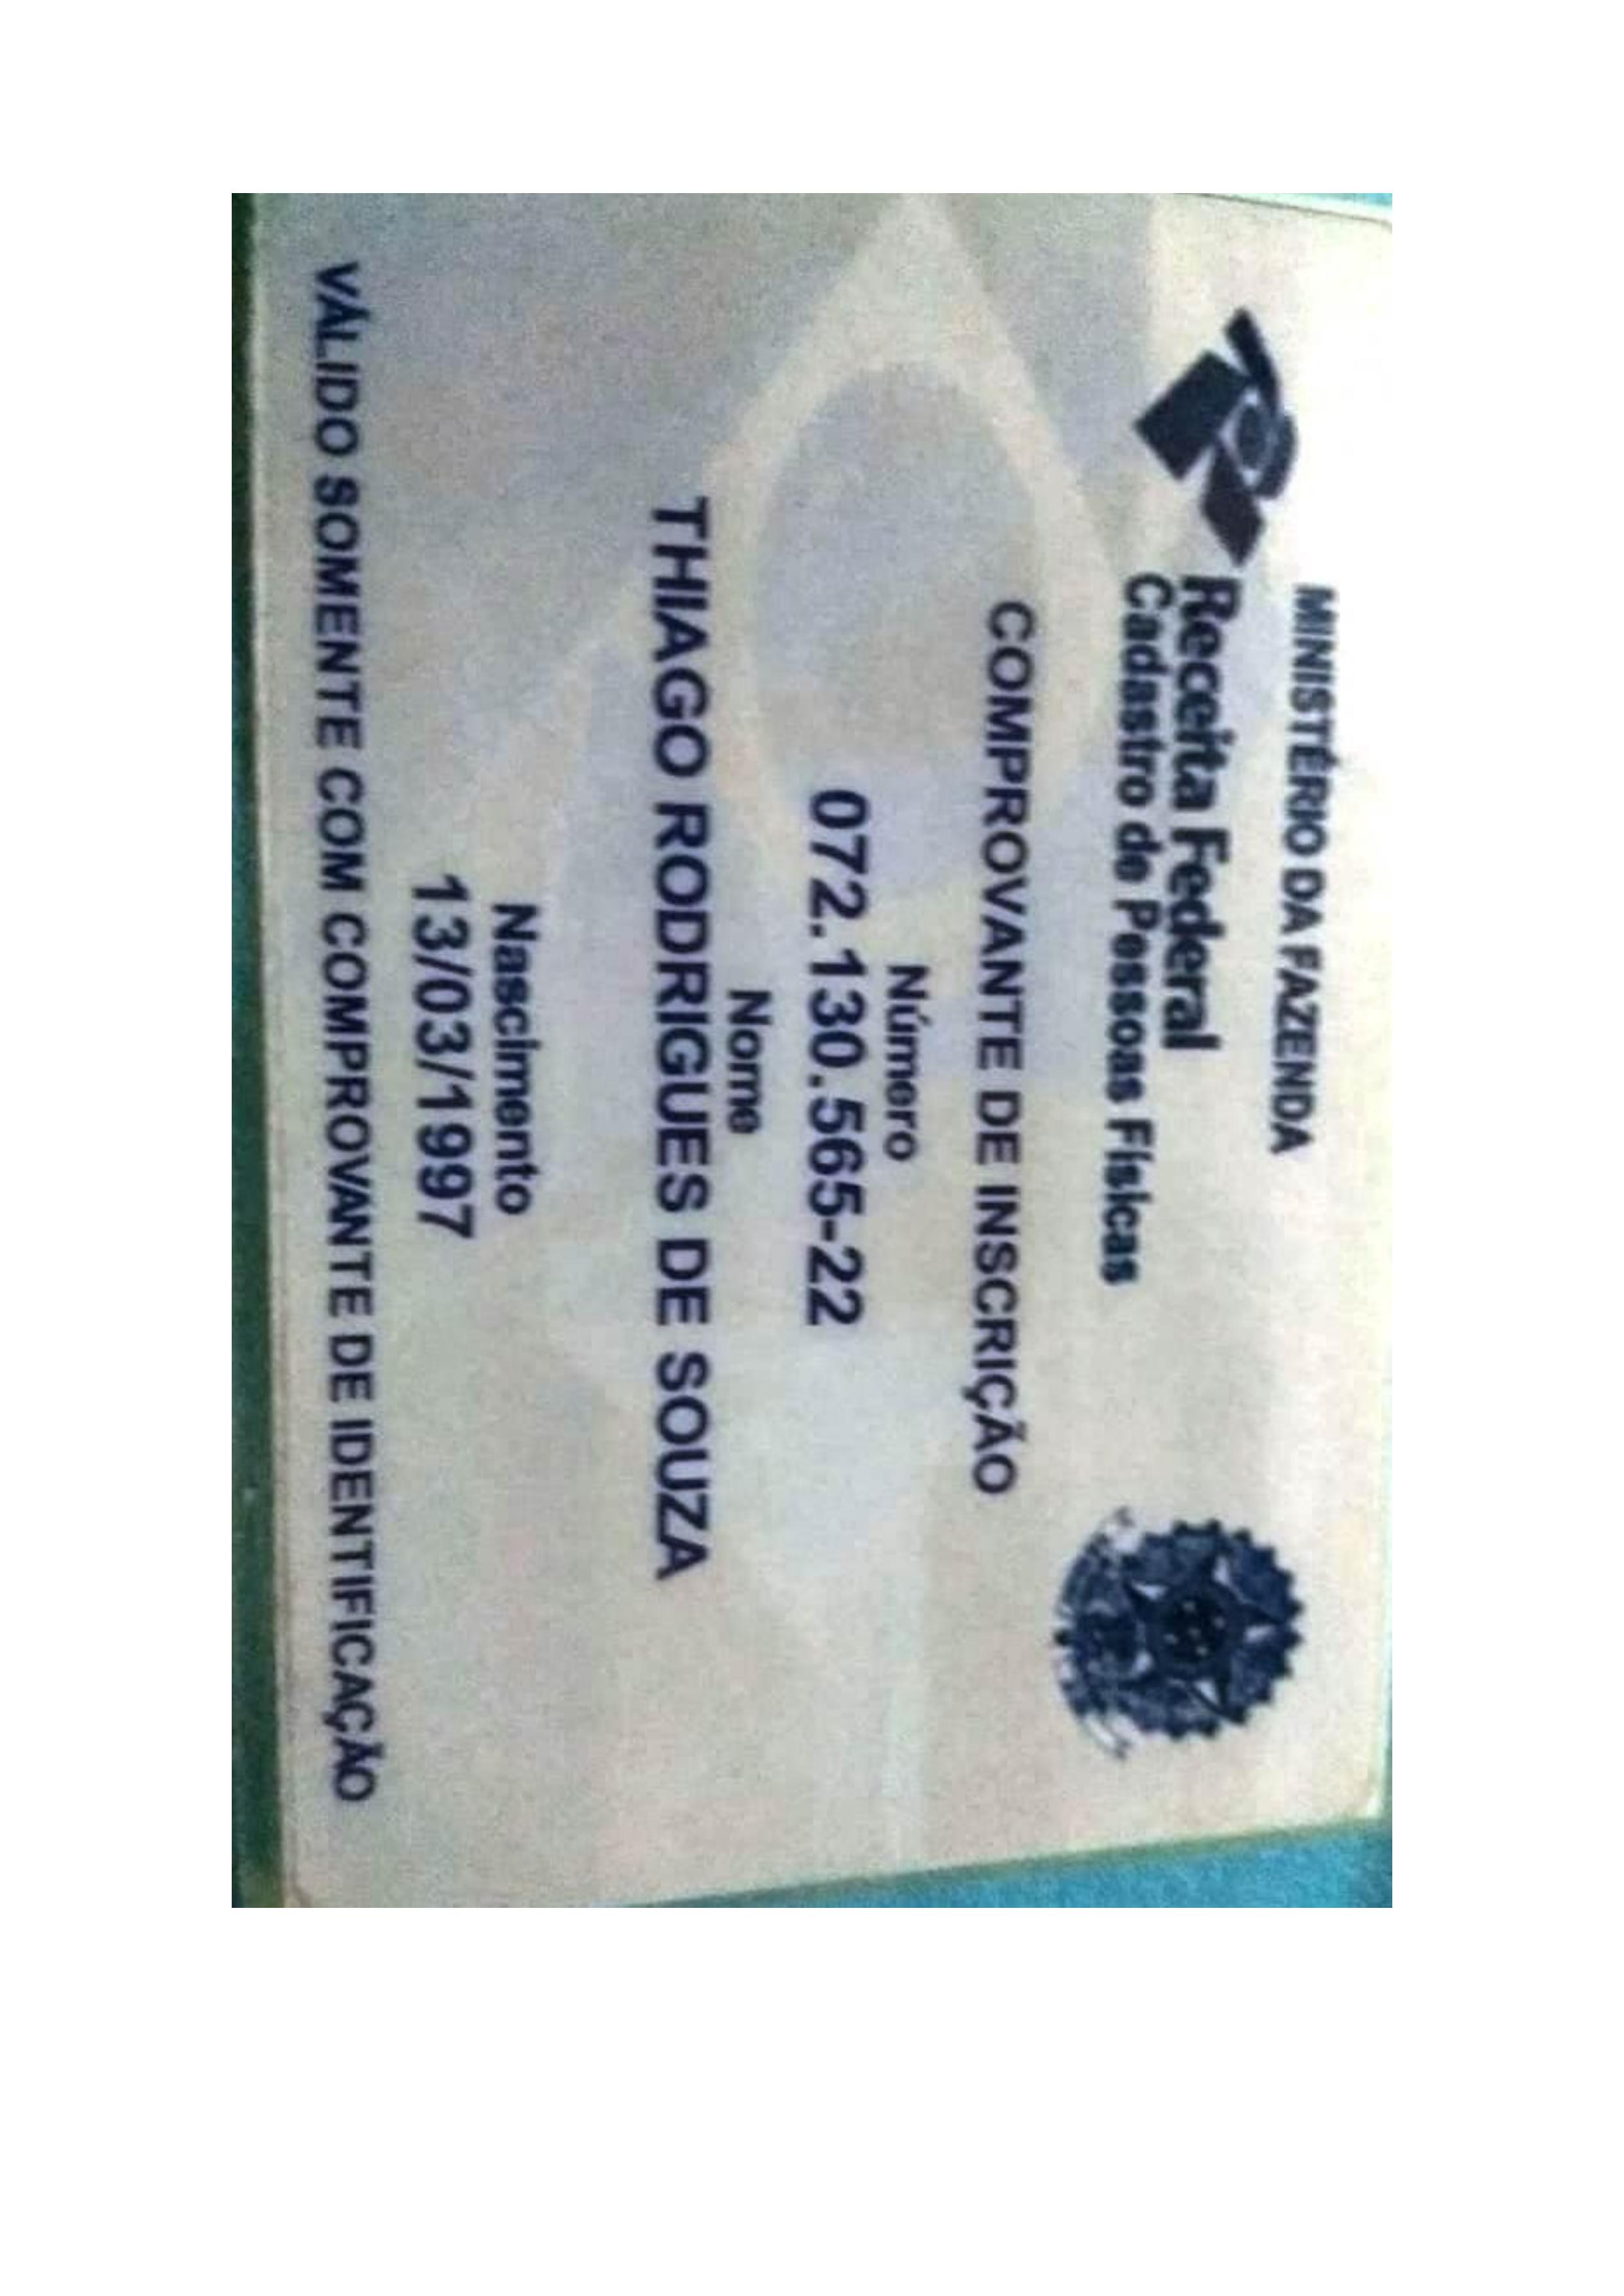 MINISTÉRIO DA FAZENDA
Receita Federal
Cadastro de Pessoas Físicas
COMPROVANTE DE INSCRIÇÃO
Número
072.130.565-22
Nome
THIAGO RODRIGUES DE SOUZA
Nascimento
13/03/1997
VÁLIDO SOMENTE COM COMPROVANTE DE IDENTIFICAÇÃO